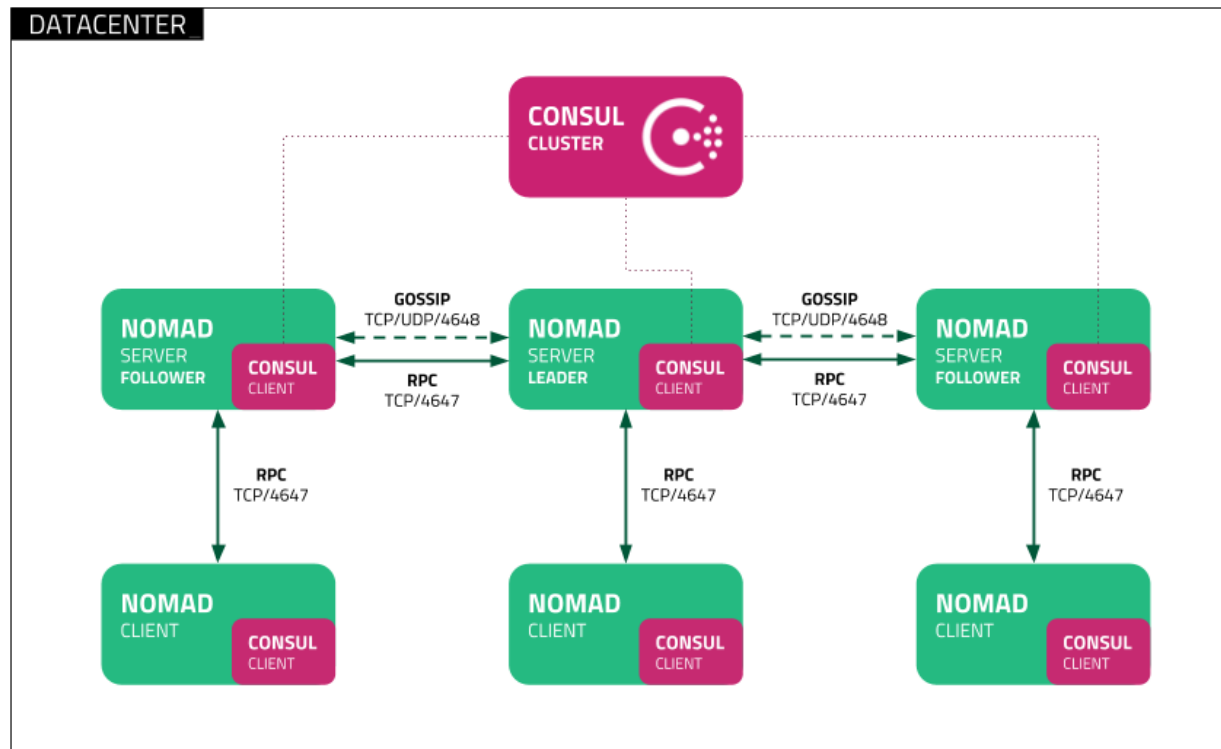 DATACENTER_
CONSUL
CLUSTER
GOSSIP
TCP/UDP/4648
GOSSIP
TCP/UDP/4648
NOMAD
SERVER
FOLLOWER
CONSUL
CLIENT
RPC
TCP/4647
NOMAD
SERVER
LEADER
CONSUL
CLIENT
RPC
TCP/4647
NOMAD
SERVER
FOLLOWER
CONSUL
CLIENT
RPC
TCP/4647
RPC
TCP/4647
RPC
TCP/4647
NOMAD
CLIENT
CONSUL
CLIENT
NOMAD
CLIENT
CONSUL
CLIENT
NOMAD
CLIENT
CONSUL
CLIENT